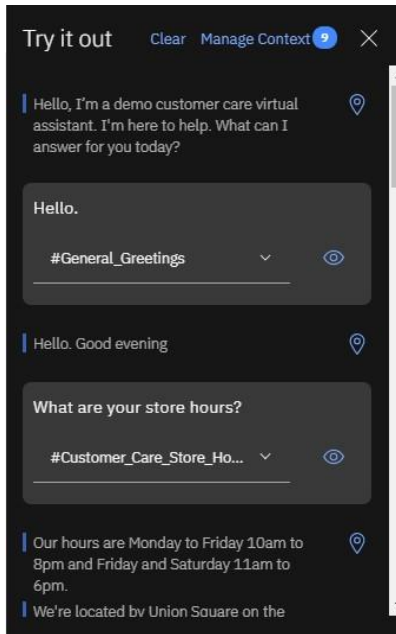 Try it out Clear Manage Context 9
Hello, I'm a demo customer care virtual
assistant. I'm here to help. What can I
answer for you today?
Hello.
#General_Greetings
Hello. Good evening
What are your store hours?
#Customer_Care_Store_Ho...
Our hours are Monday to Friday 10am to
8pm and Friday and Saturday 11am to
6pm.
We're located by Union Square on the